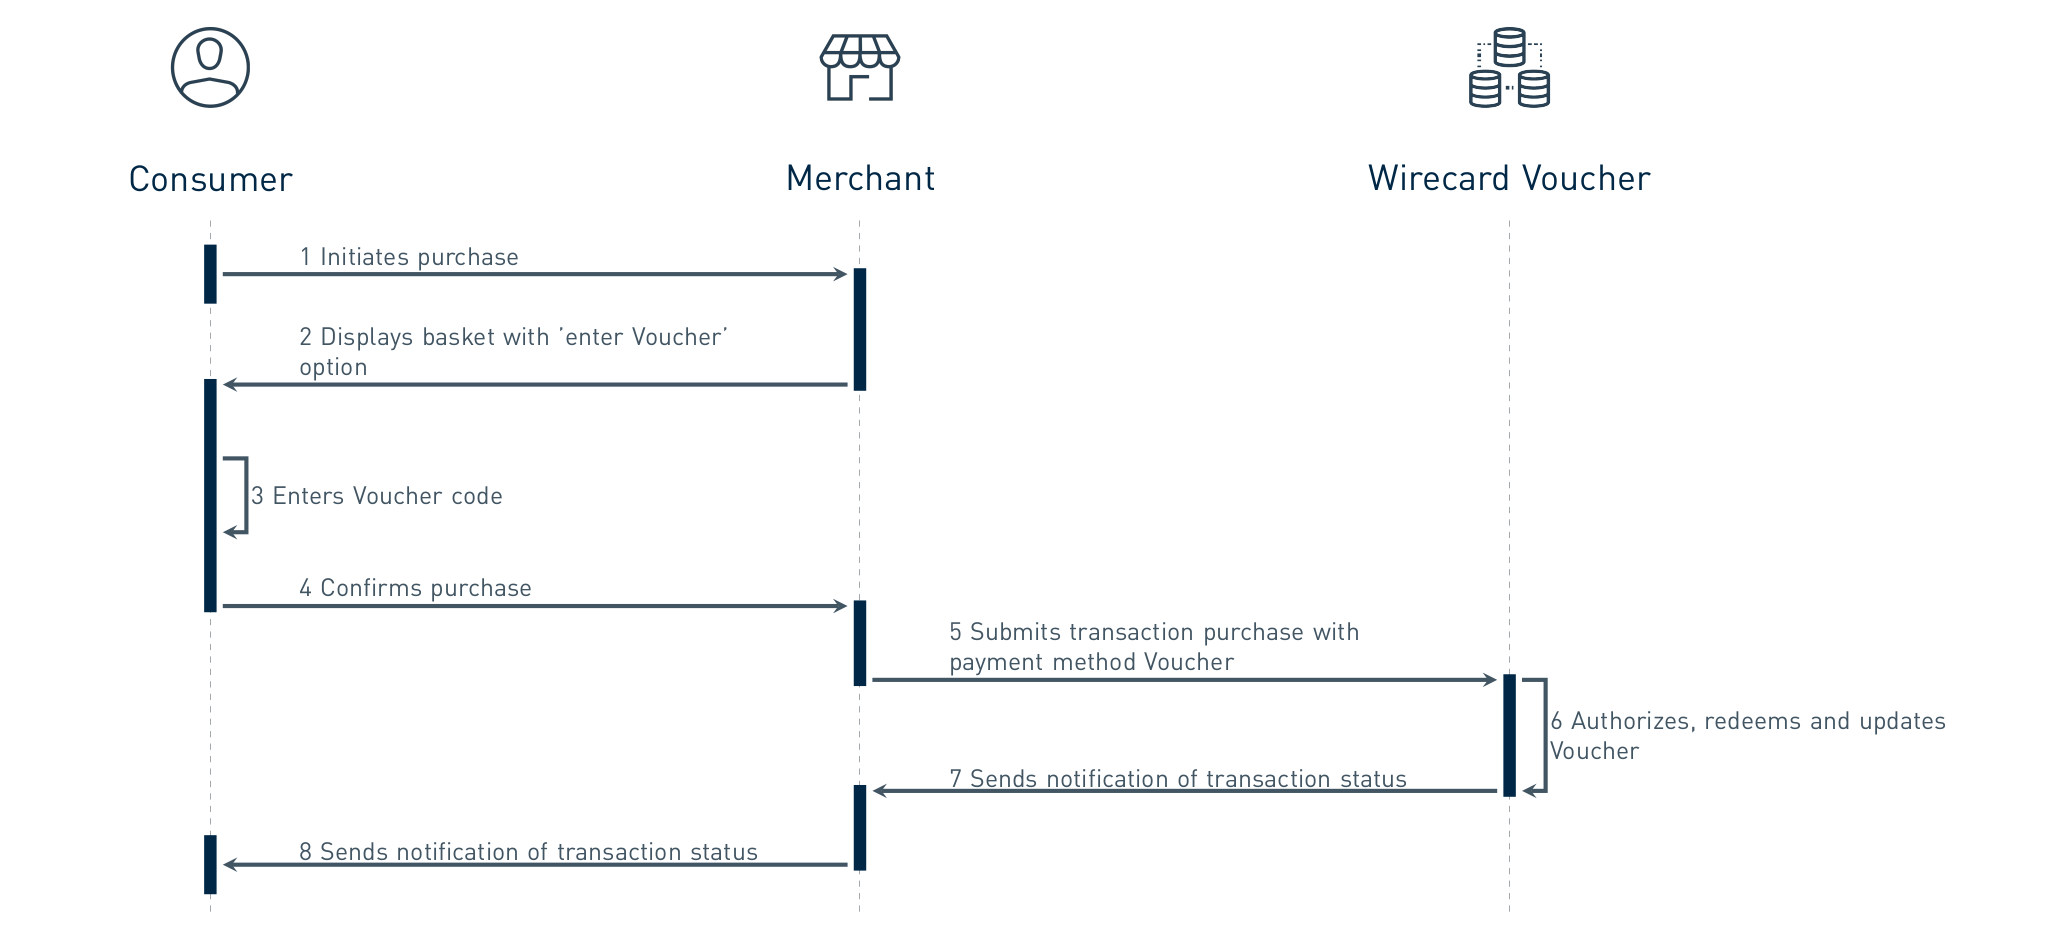 Consumer
Merchant
Wirecard Voucher
1 Initiates purchase
2 Displays basket with ’enter Voucher’
option
3 Enters Voucher code
4 Confirms purchase
5 Submits transaction purchase with
payment method Voucher
6 Authorizes, redeems and updates
Voucher
7 Sends notification of transaction status
8 Sends notification of transaction status